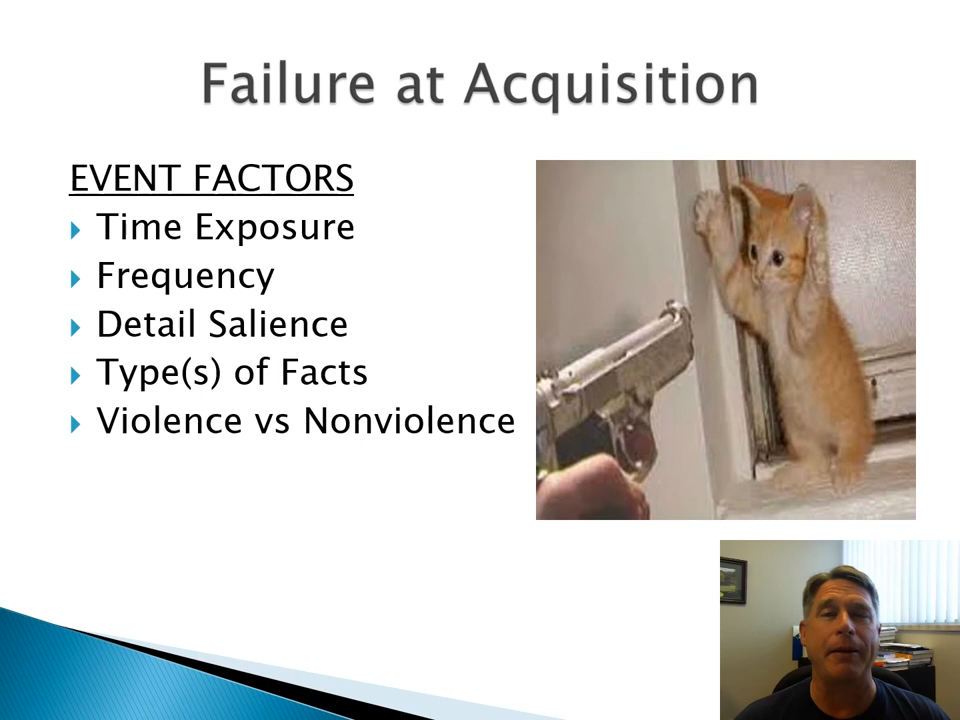 Failure at Acquisition
EVENT FACTORS
Time Exposure
Frequency
Detail Salience
Type(s) of Facts
Violence vs Nonviolence